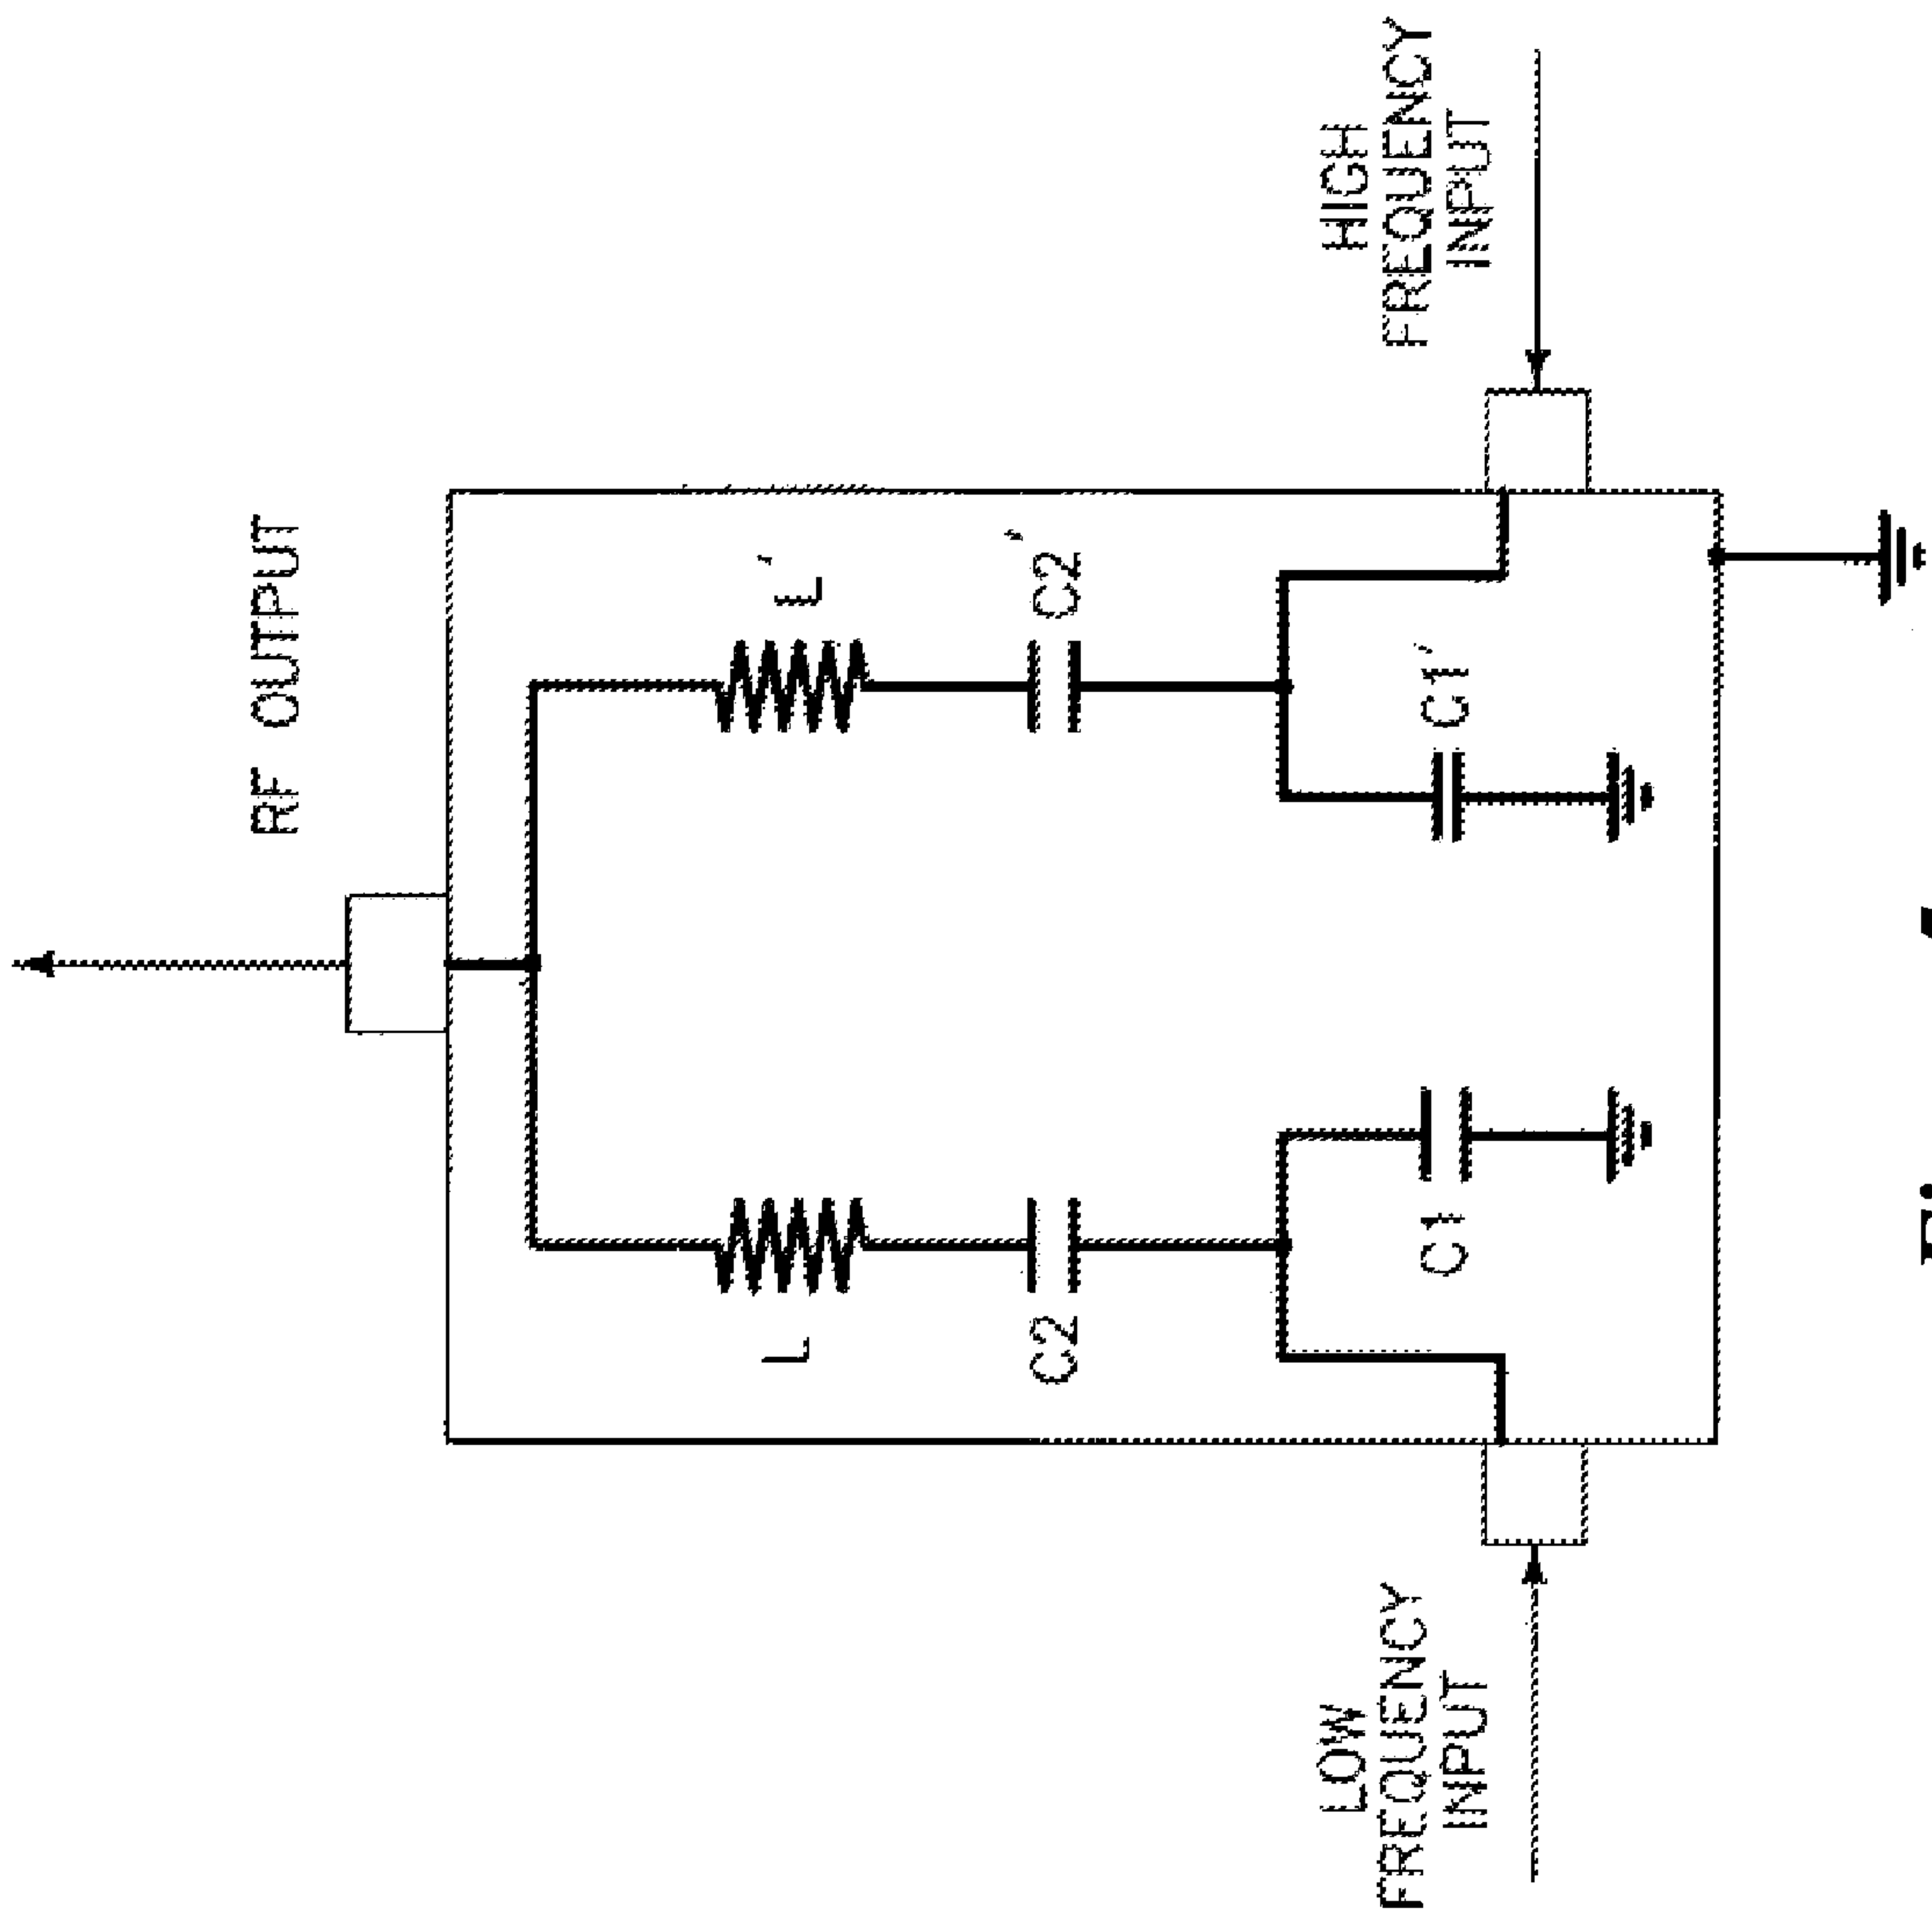 RF OUTPUT
L
L'
C2
C2'
C1
C1'
LOW
FREQUENCY
INPUT
HIGH
FREQUENCY
INPUT